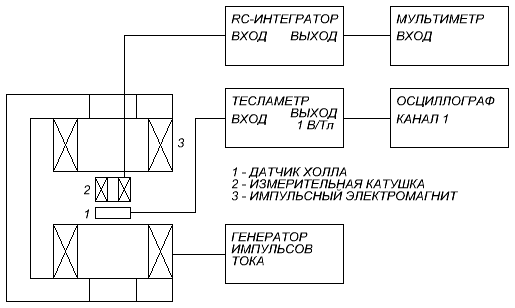 RC-ИНТЕГРАТОР
ВХОД ВЫХОД
МУЛЬТИМЕТР
ВХОД
ТЕСЛАМЕТР
ВХОД ВЫХОД
1 В/Тл
ОСЦИЛЛОГРАФ
КАНАЛ 1
3
2
1
1 - ДАТЧИК ХОЛЛА
2 - ИЗМЕРИТЕЛЬНАЯ КАТУШКА
3 - ИМПУЛЬСНЫЙ ЭЛЕКТРОМАГНИТ
ГЕНЕРАТОР
ИМПУЛЬСОВ
ТОКА